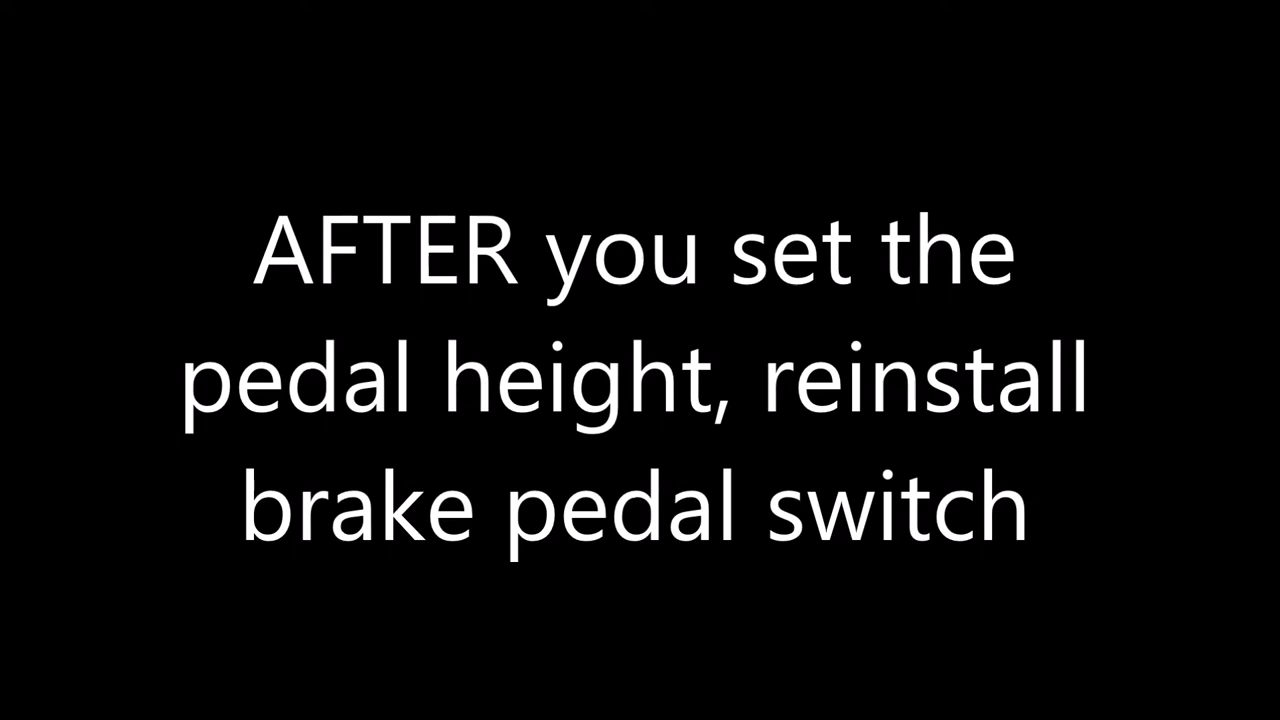 AFTER you set the
pedal height, reinstall
brake pedal switch